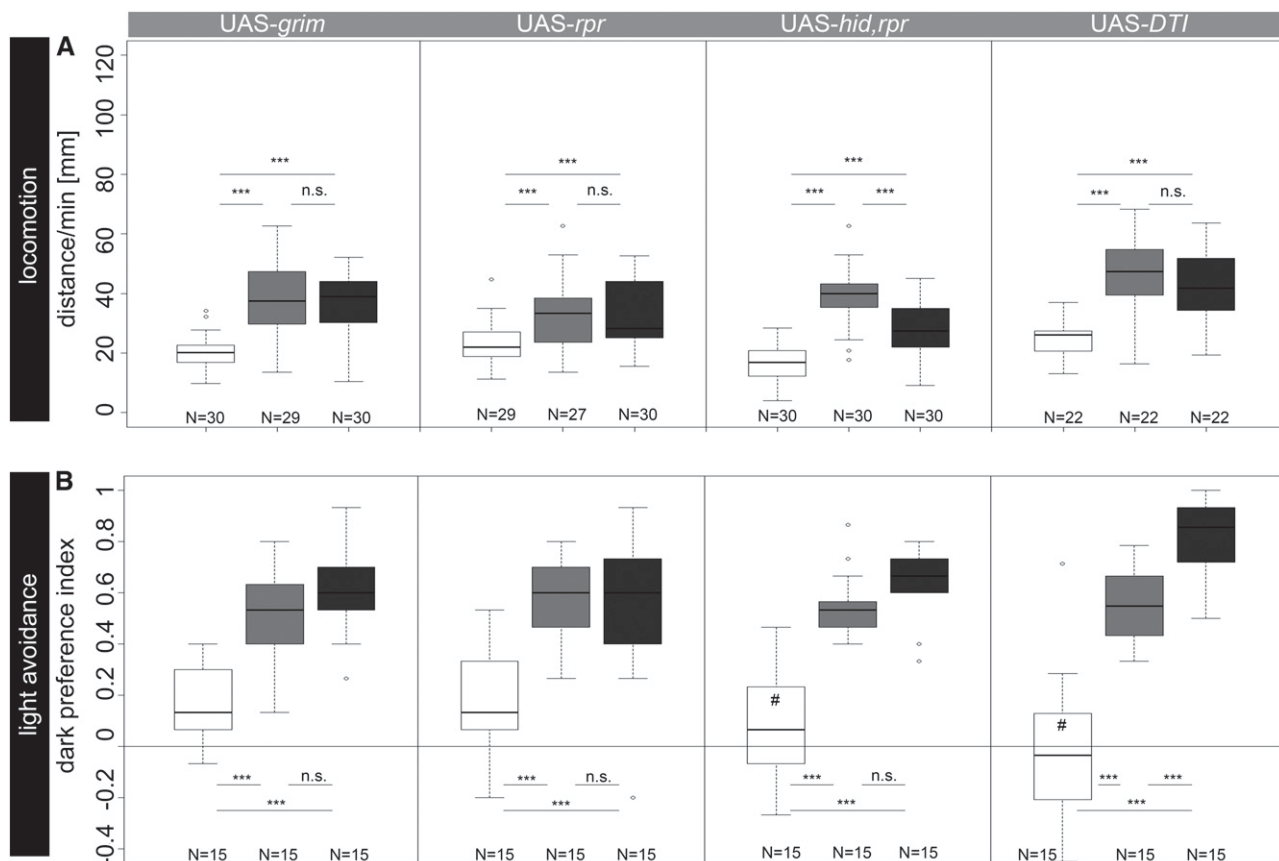 UAS-grim UAS-rpr UAS-hid,rpr UAS-DTI
A
locomotion
distance/min [mm]
120
100
80
60
40
20
0
*** *** *** ***
*** n.s. *** n.s. *** *** *** n.s.
N=30 N=29 N=30 N=29 N=27 N=30 N=30 N=30 N=30 N=22 N=22 N=22
B
light avoidance
dark preference index
1
0.8
0.6
0.4
0.2
0
-0.2
-0.4
# #
*** n.s. *** n.s. *** n.s. *** ***
*** *** *** ***
N=15 N=15 N=15 N=15 N=15 N=15 N=15 N=15 N=15 N=15 N=15 N=15